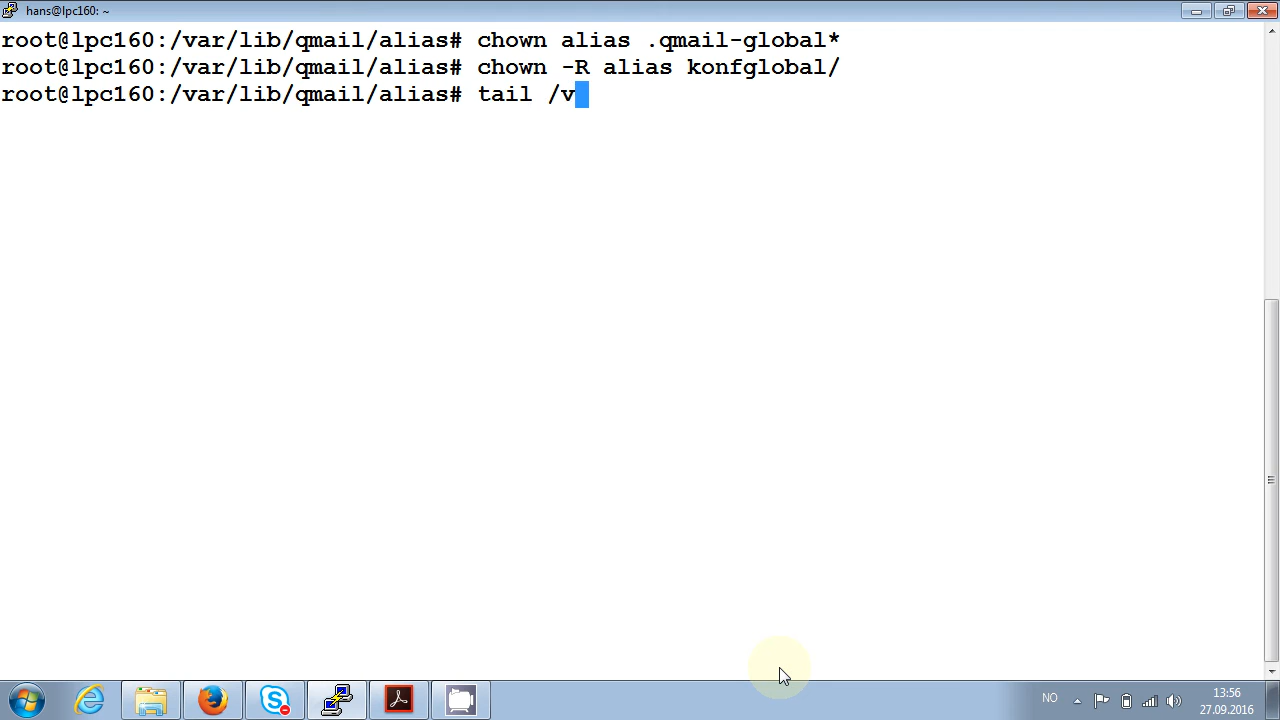 hans@lpc160: ~
root@lpc160:/var/lib/qmail/alias# chown alias .qmail-global*
root@lpc160:/var/lib/qmail/alias# chown -R alias konfglobal/
root@lpc160:/var/lib/qmail/alias# tail /v
NO
13:56
27.09.2016